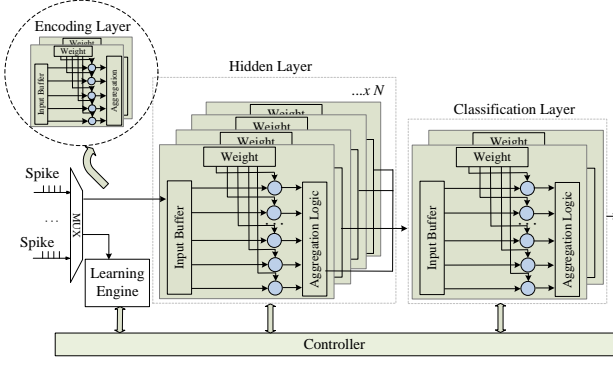 Encoding Layer
Weight
Weight
Input Buffer
Aggregation
Hidden Layer
...x N
Weight
Weight
Weight
Weight
Input Buffer
Aggregation Logic
Classification Layer
Weight
Weight
Input Buffer
Aggregation Logic
Spike
...
Spike
MUX
Learning
Engine
Controller